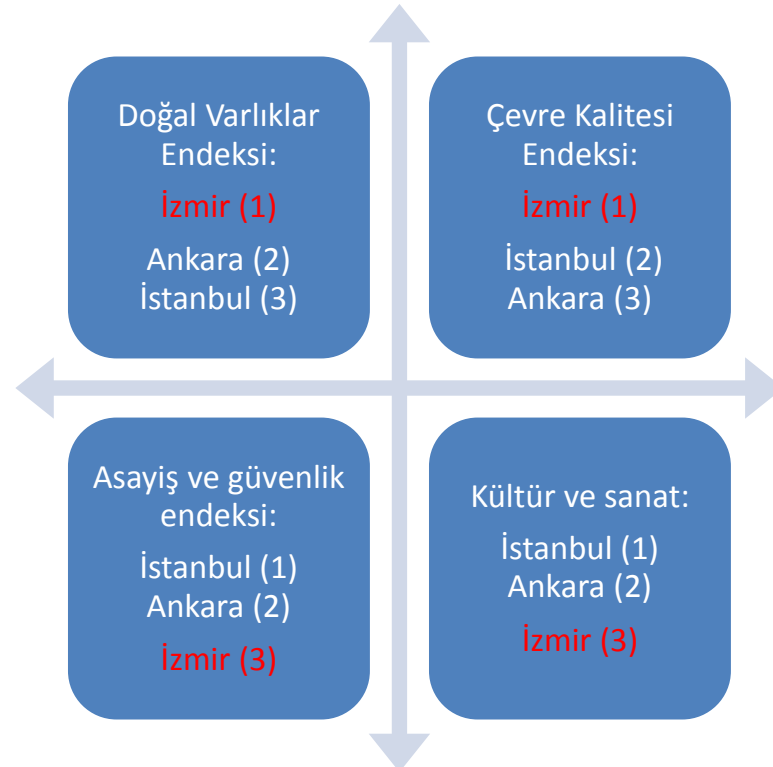 Doğal Varlıklar
Endeksi:
İzmir (1)
Ankara (2)
İstanbul (3)
Çevre Kalitesi
Endeksi:
İzmir (1)
İstanbul (2)
Ankara (3)
Asayiş ve güvenlik
endeksi:
İstanbul (1)
Ankara (2)
İzmir (3)
Kültür ve sanat:
İstanbul (1)
Ankara (2)
İzmir (3)